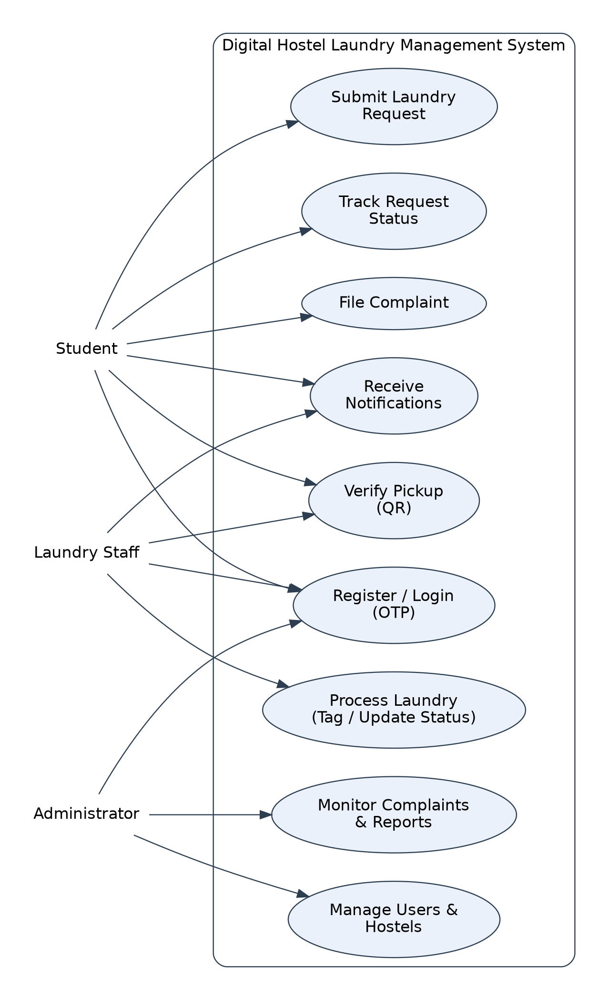 Digital Hostel Laundry Management System
Submit Laundry
Request
Track Request
Status
File Complaint
Student
Receive
Notifications
Verify Pickup
(QR)
Laundry Staff
Register / Login
(OTP)
Process Laundry
(Tag / Update Status)
Administrator
Monitor Complaints
& Reports
Manage Users &
Hostels